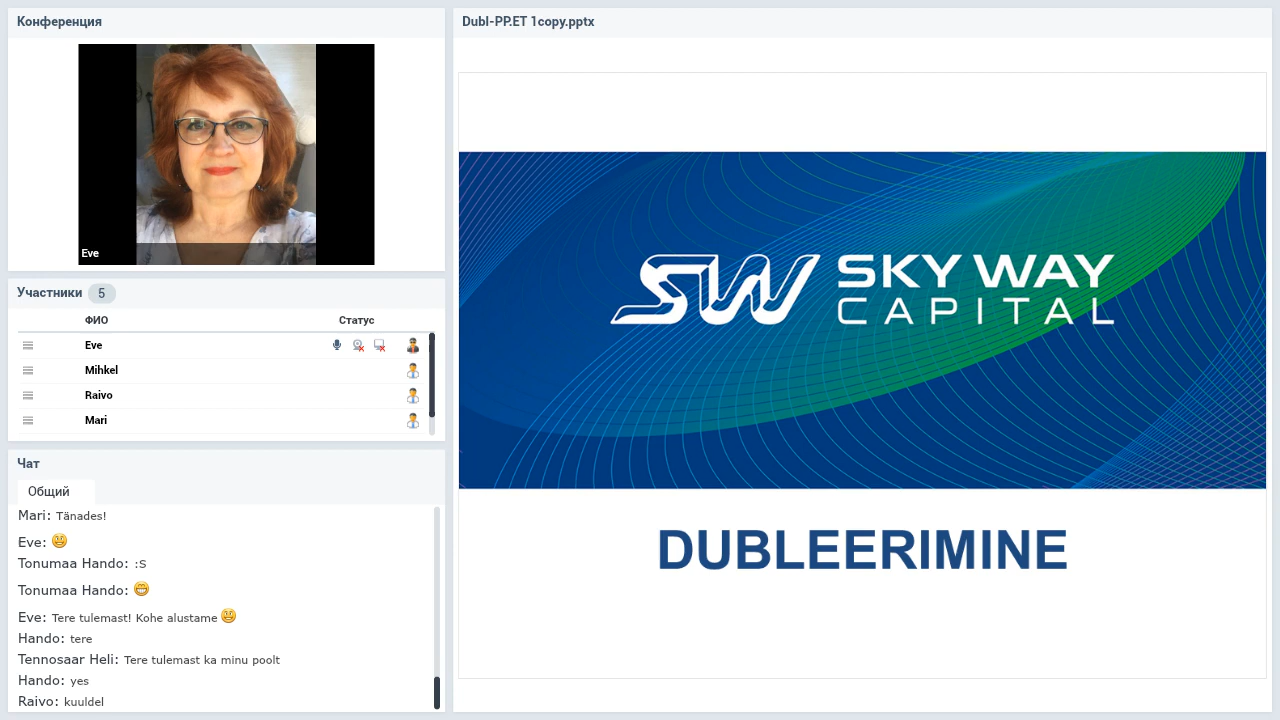 Конференция
Eve
Участники 5
ФИО Статус
Eve
Mihkel
Raivo
Mari
Чат
Общий
Mari: Tänades!
Eve:
Tonumaa Hando: :S
Tonumaa Hando:
Eve: Tere tulemast! Kohe alustame
Hando: tere
Tennosaar Heli: Tere tulemast ka minu poolt
Hando: yes
Raivo: kuuldel
Dubl-PP.ET 1copy.pptx
SW SKY WAY
CAPITAL
DUBLEERIMINE